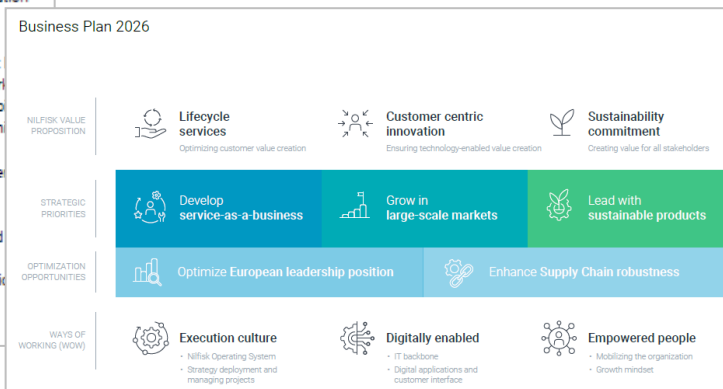 Business Plan 2026
NILFISK VALUE
PROPOSITION
Lifecycle
services
Optimizing customer value creation
Customer centric
innovation
Ensuring technology-enabled value creation
Sustainability
commitment
Creating value for all stakeholders
STRATEGIC
PRIORITIES
Develop
service-as-a-business
Grow in
large-scale markets
Lead with
sustainable products
OPTIMIZATION
OPPORTUNITIES
Optimize European leadership position
Enhance Supply Chain robustness
WAYS OF
WORKING (WOW)
Execution culture
• Nilfisk Operating System
• Strategy deployment and
managing projects
Digitally enabled
• IT backbone
• Digital applications and
customer interface
Empowered people
• Mobilizing the organization
• Growth mindset